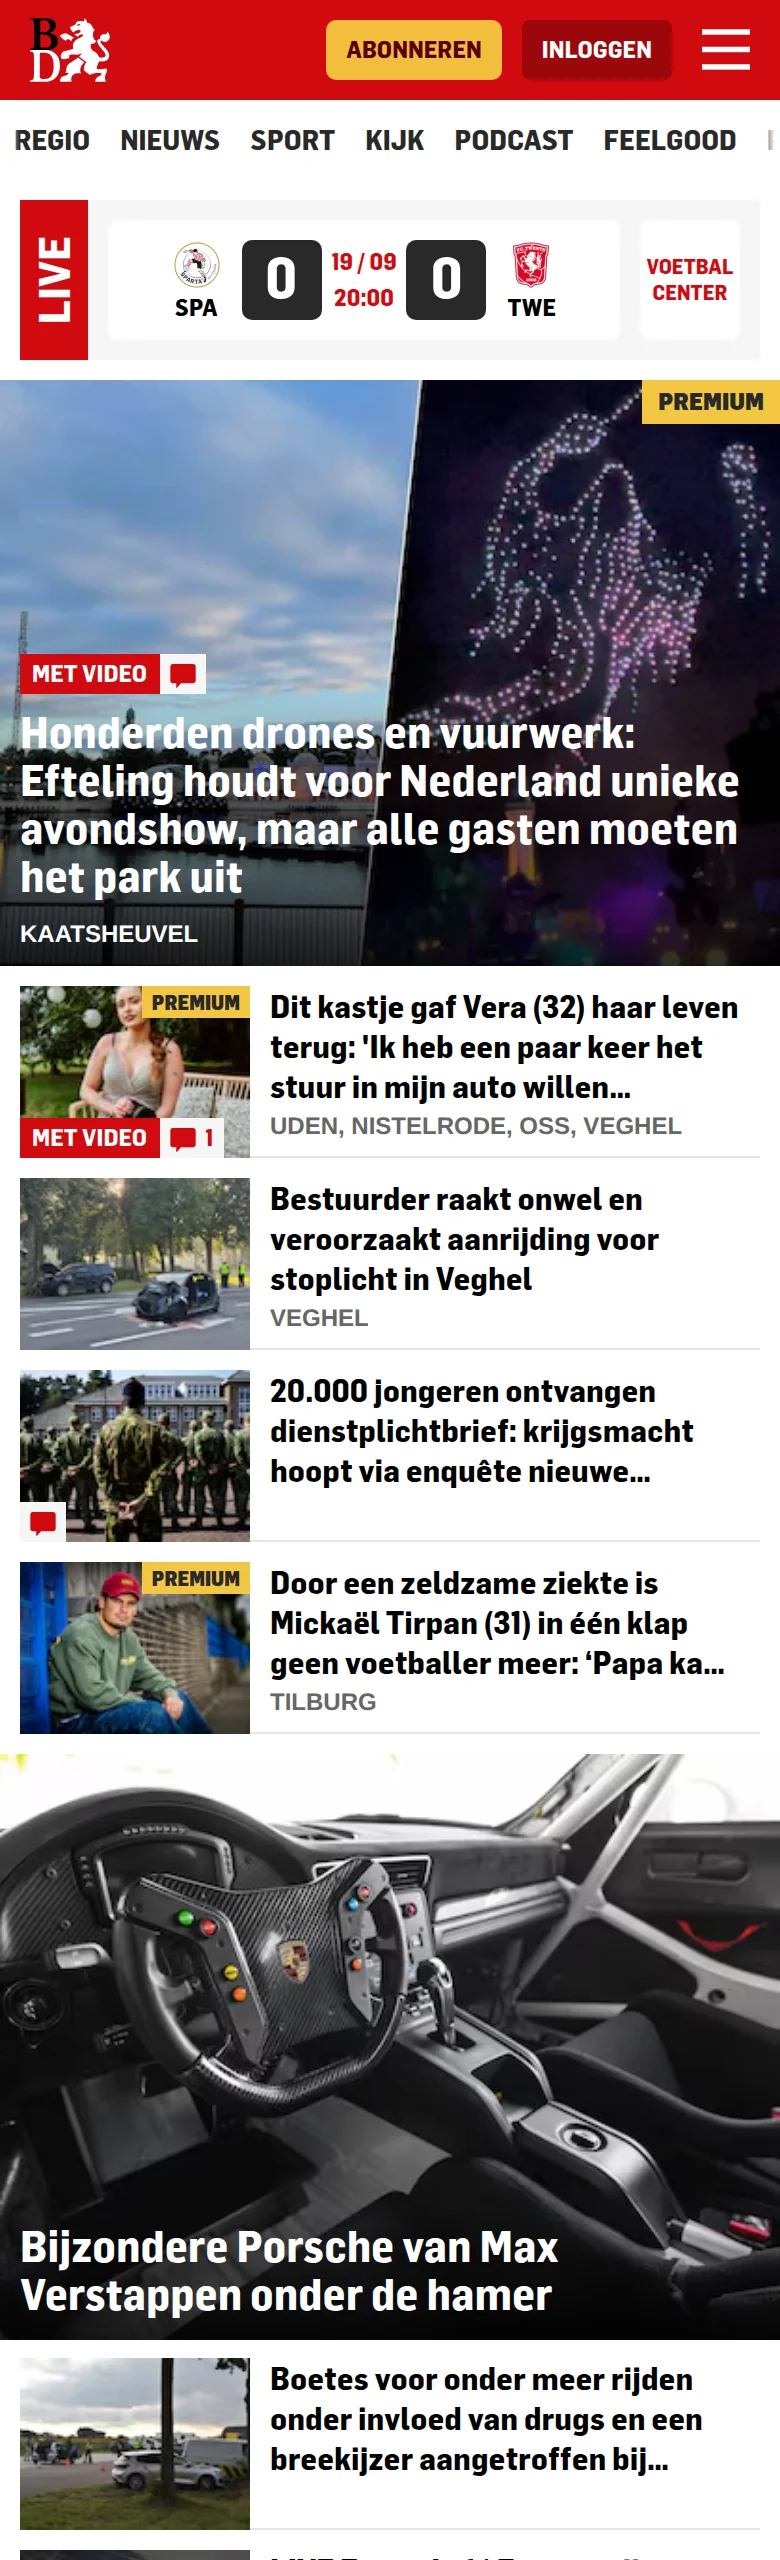 BD
ABONNEREN
INLOGGEN
REGIO NIEUWS SPORT KIJK PODCAST FEELGOOD
LIVE
SPA
0
19 / 09
20:00
0
TWE
VOETBAL
CENTER
PREMIUM
MET VIDEO
Honderden drones en vuurwerk:
Efteling houdt voor Nederland unieke
avondshow, maar alle gasten moeten
het park uit
KAATSHEUVEL
PREMIUM
MET VIDEO 1
Dit kastje gaf Vera (32) haar leven
terug: 'Ik heb een paar keer het
stuur in mijn auto willen...
UDEN, NISTELRODE, OSS, VEGHEL
Bestuurder raakt onwel en
veroorzaakt aanrijding voor
stoplicht in Veghel
VEGHEL
20.000 jongeren ontvangen
dienstplichtbrief: krijgsmacht
hoopt via enquête nieuwe...
PREMIUM
Door een zeldzame ziekte is
Mickaël Tirpan (31) in één klap
geen voetballer meer: ‘Papa ka...
TILBURG
Bijzondere Porsche van Max
Verstappen onder de hamer
Boetes voor onder meer rijden
onder invloed van drugs en een
breekijzer aangetroffen bij...